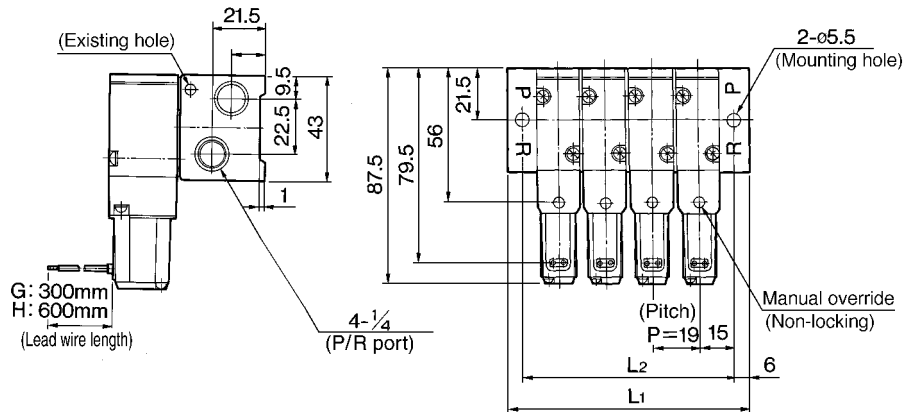 21.5
(Existing hole)
9.5
22.5
43
1
G: 300mm
H: 600mm
(Lead wire length)
4-1/4
(P/R port)
2-ø5.5
(Mounting hole)
P
P
R
R
21.5
56
79.5
87.5
Manual override
(Non-locking)
(Pitch)
P=19
15
L2
6
L1